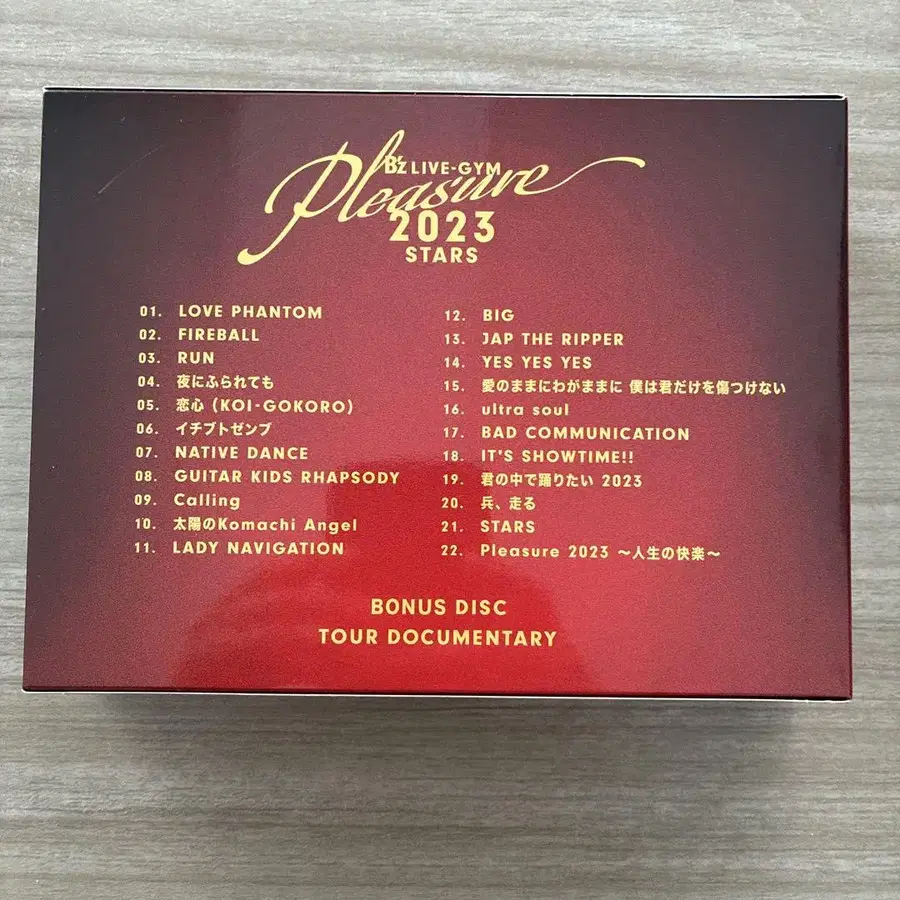 B'z LIVE-GYM
Pleasure
2023
STARS
01. LOVE PHANTOM
02. FIREBALL
03. RUN
04. 夜にふられても
05. 恋心 (KOI-GOKORO)
06. イチブトゼンブ
07. NATIVE DANCE
08. GUITAR KIDS RHAPSODY
09. Calling
10. 太陽のKomachi Angel
11. LADY NAVIGATION
12. BIG
13. JAP THE RIPPER
14. YES YES YES
15. 愛のままにわがままに 僕は君だけを傷つけない
16. ultra soul
17. BAD COMMUNICATION
18. IT'S SHOWTIME!!
19. 君の中で踊りたい 2023
20. 兵、走る
21. STARS
22. Pleasure 2023 〜人生の快楽〜
BONUS DISC
TOUR DOCUMENTARY